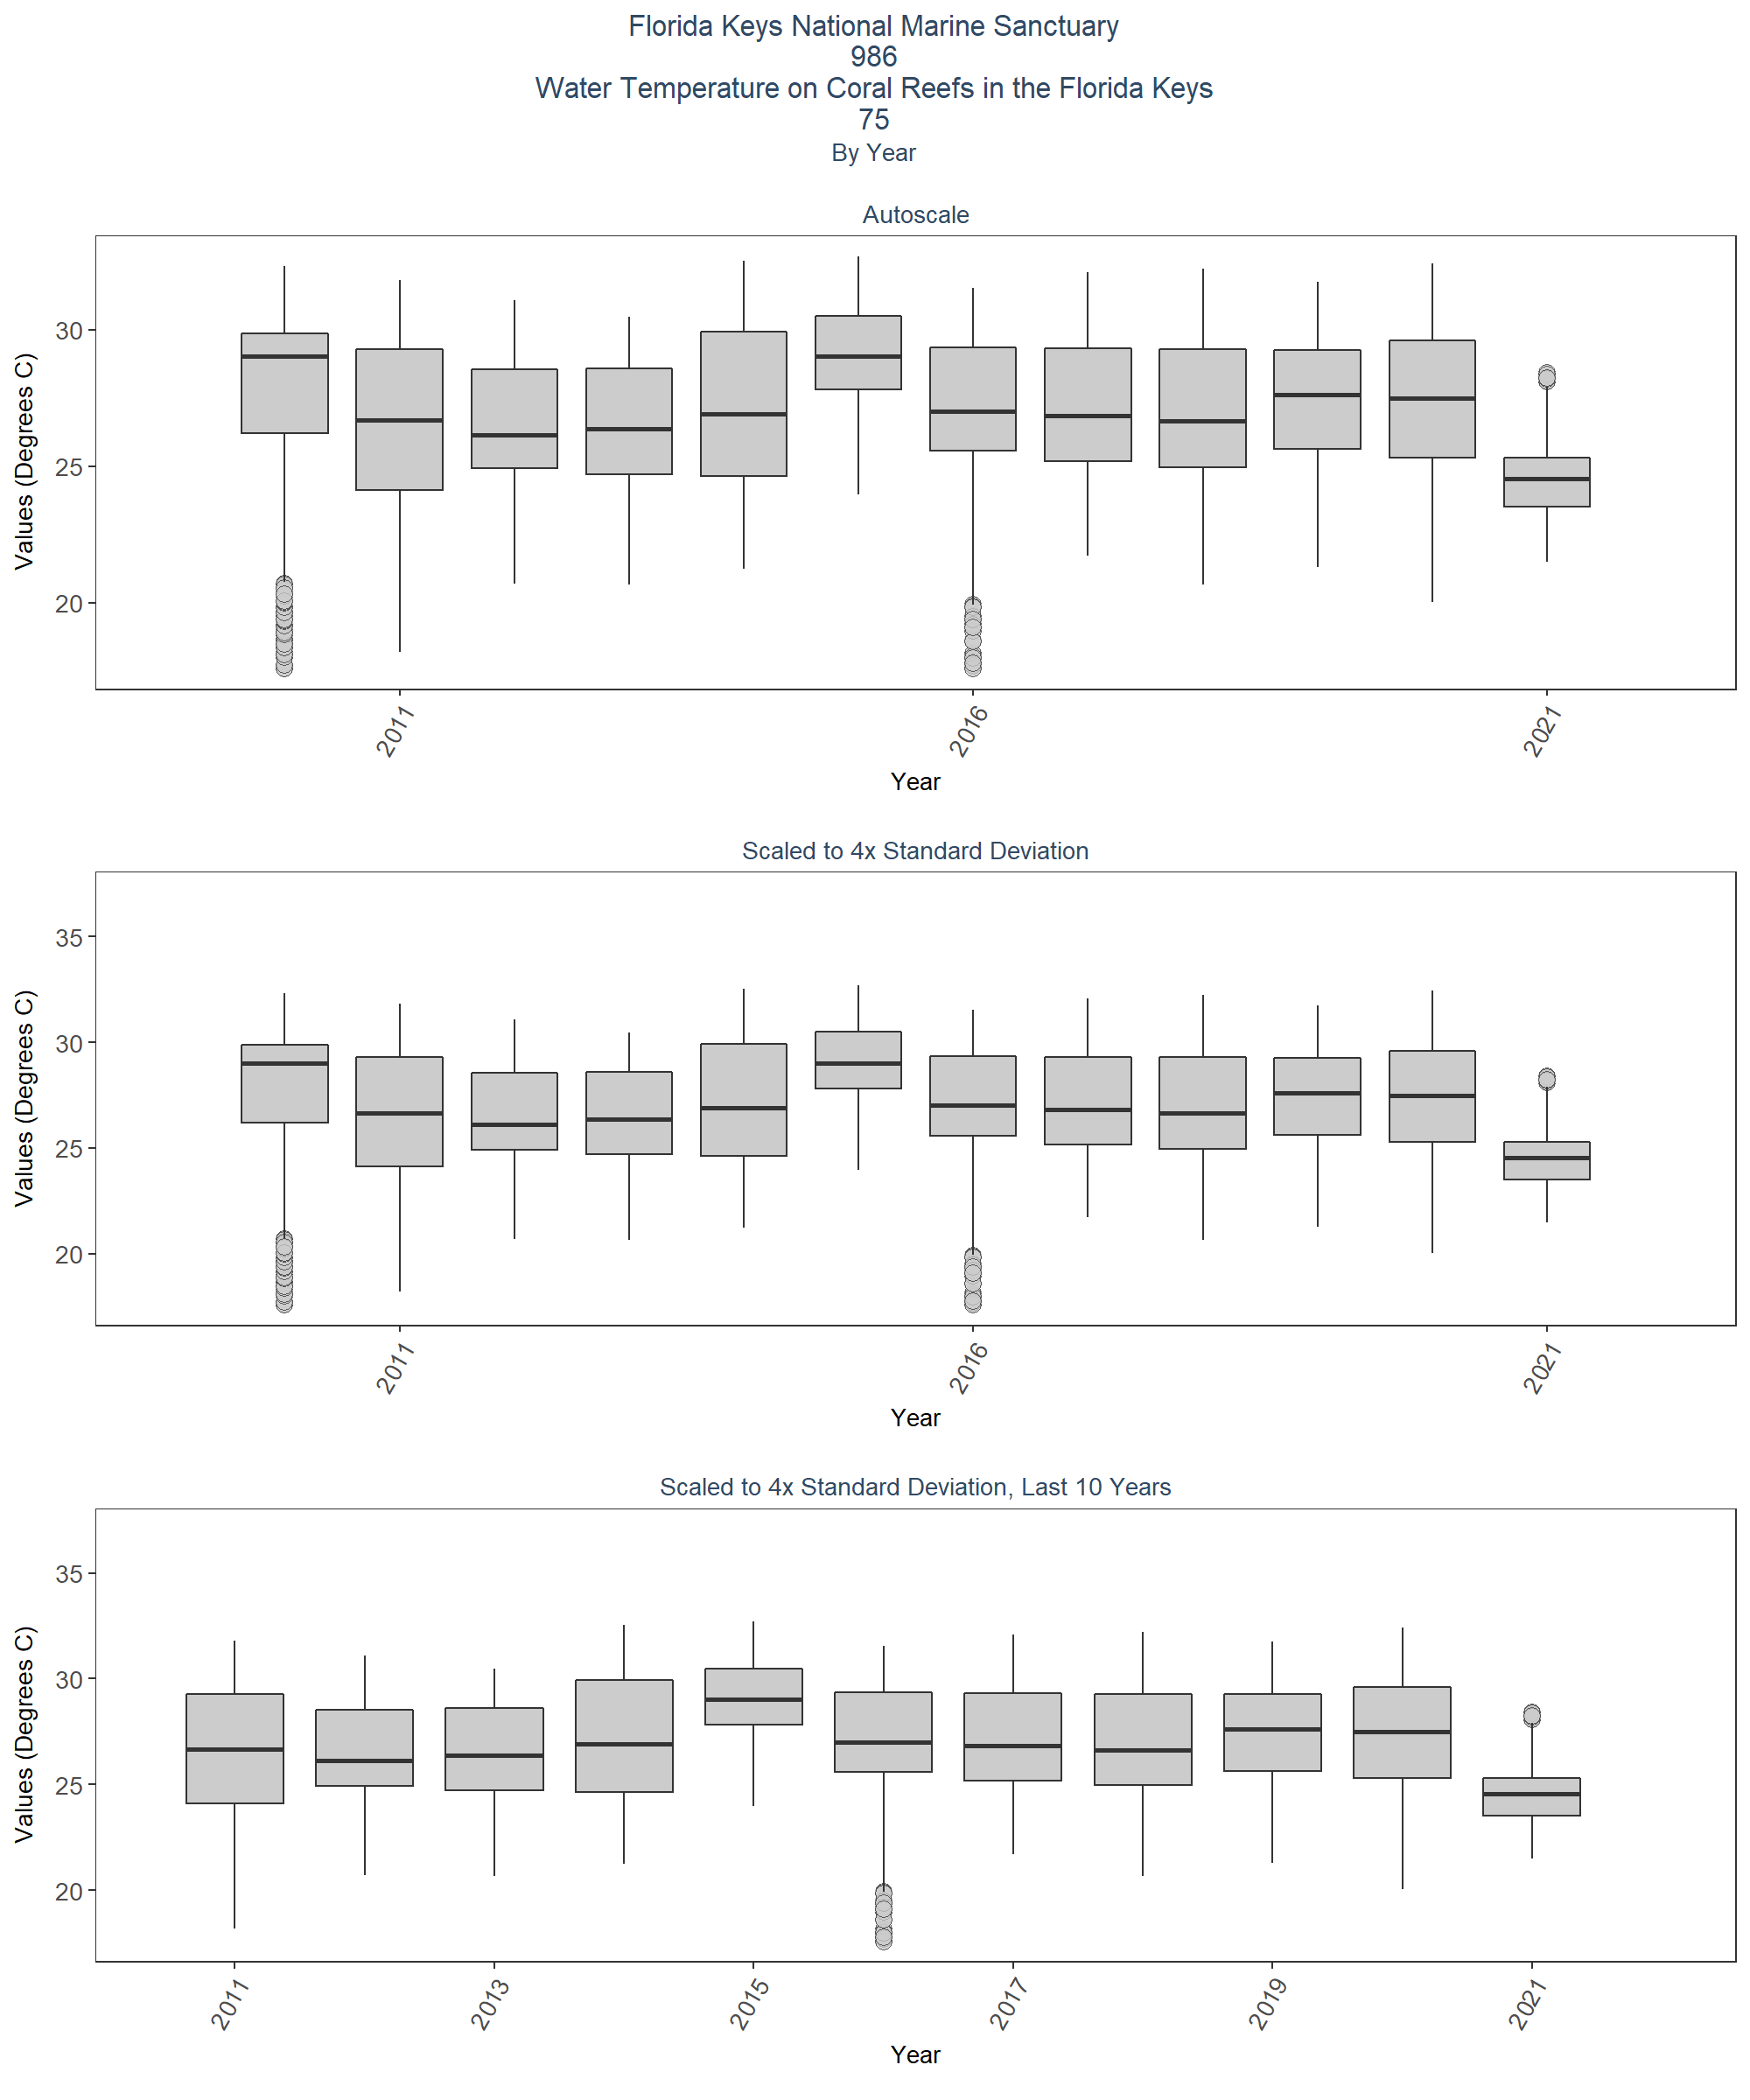 Florida Keys National Marine Sanctuary
986
Water Temperature on Coral Reefs in the Florida Keys
75
By Year
Autoscale
Values (Degrees C)
30
25
20
2011
2016
2021
Year
Scaled to 4x Standard Deviation
Values (Degrees C)
35
30
25
20
2011
2016
2021
Year
Scaled to 4x Standard Deviation, Last 10 Years
Values (Degrees C)
35
30
25
20
2011
2013
2015
2017
2019
2021
Year